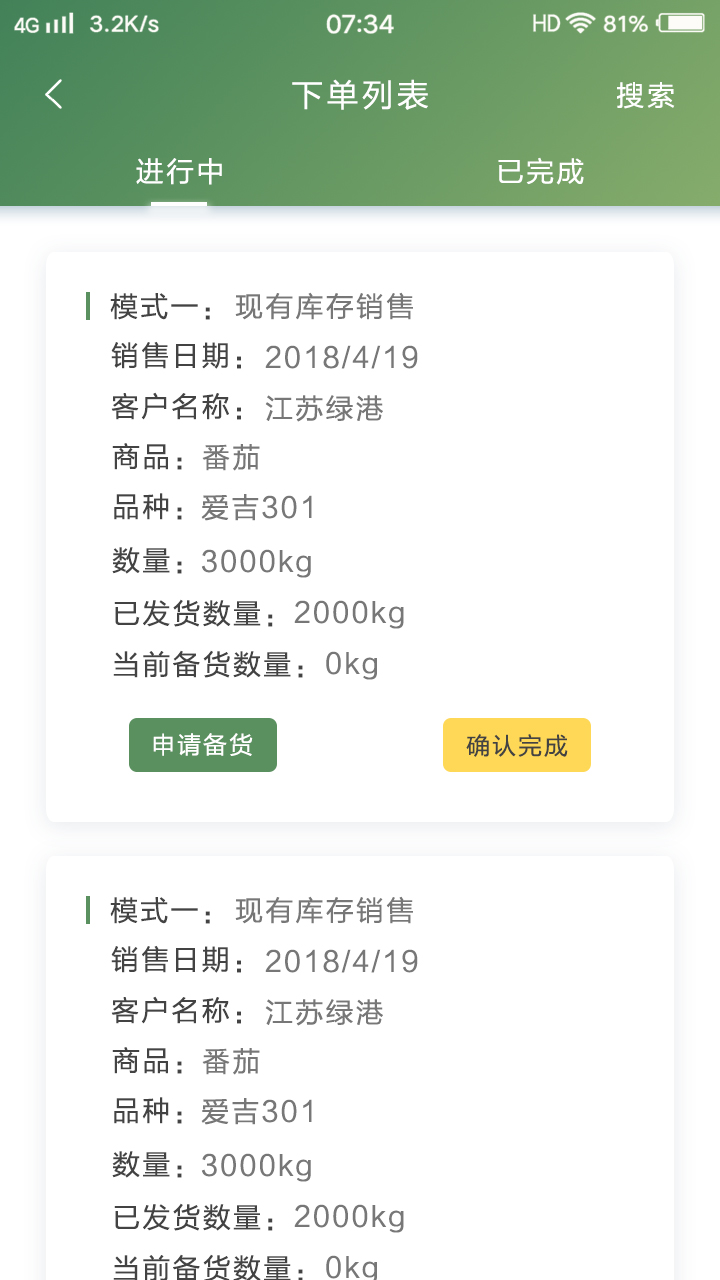 4G 3.2K/s 07:34 HD 81%
下单列表 搜索
进行中 已完成
模式一：现有库存销售
销售日期：2018/4/19
客户名称：江苏绿港
商品：番茄
品种：爱吉301
数量：3000kg
已发货数量：2000kg
当前备货数量：0kg
申请备货 确认完成
模式一：现有库存销售
销售日期：2018/4/19
客户名称：江苏绿港
商品：番茄
品种：爱吉301
数量：3000kg
已发货数量：2000kg
当前备货数量：0kg